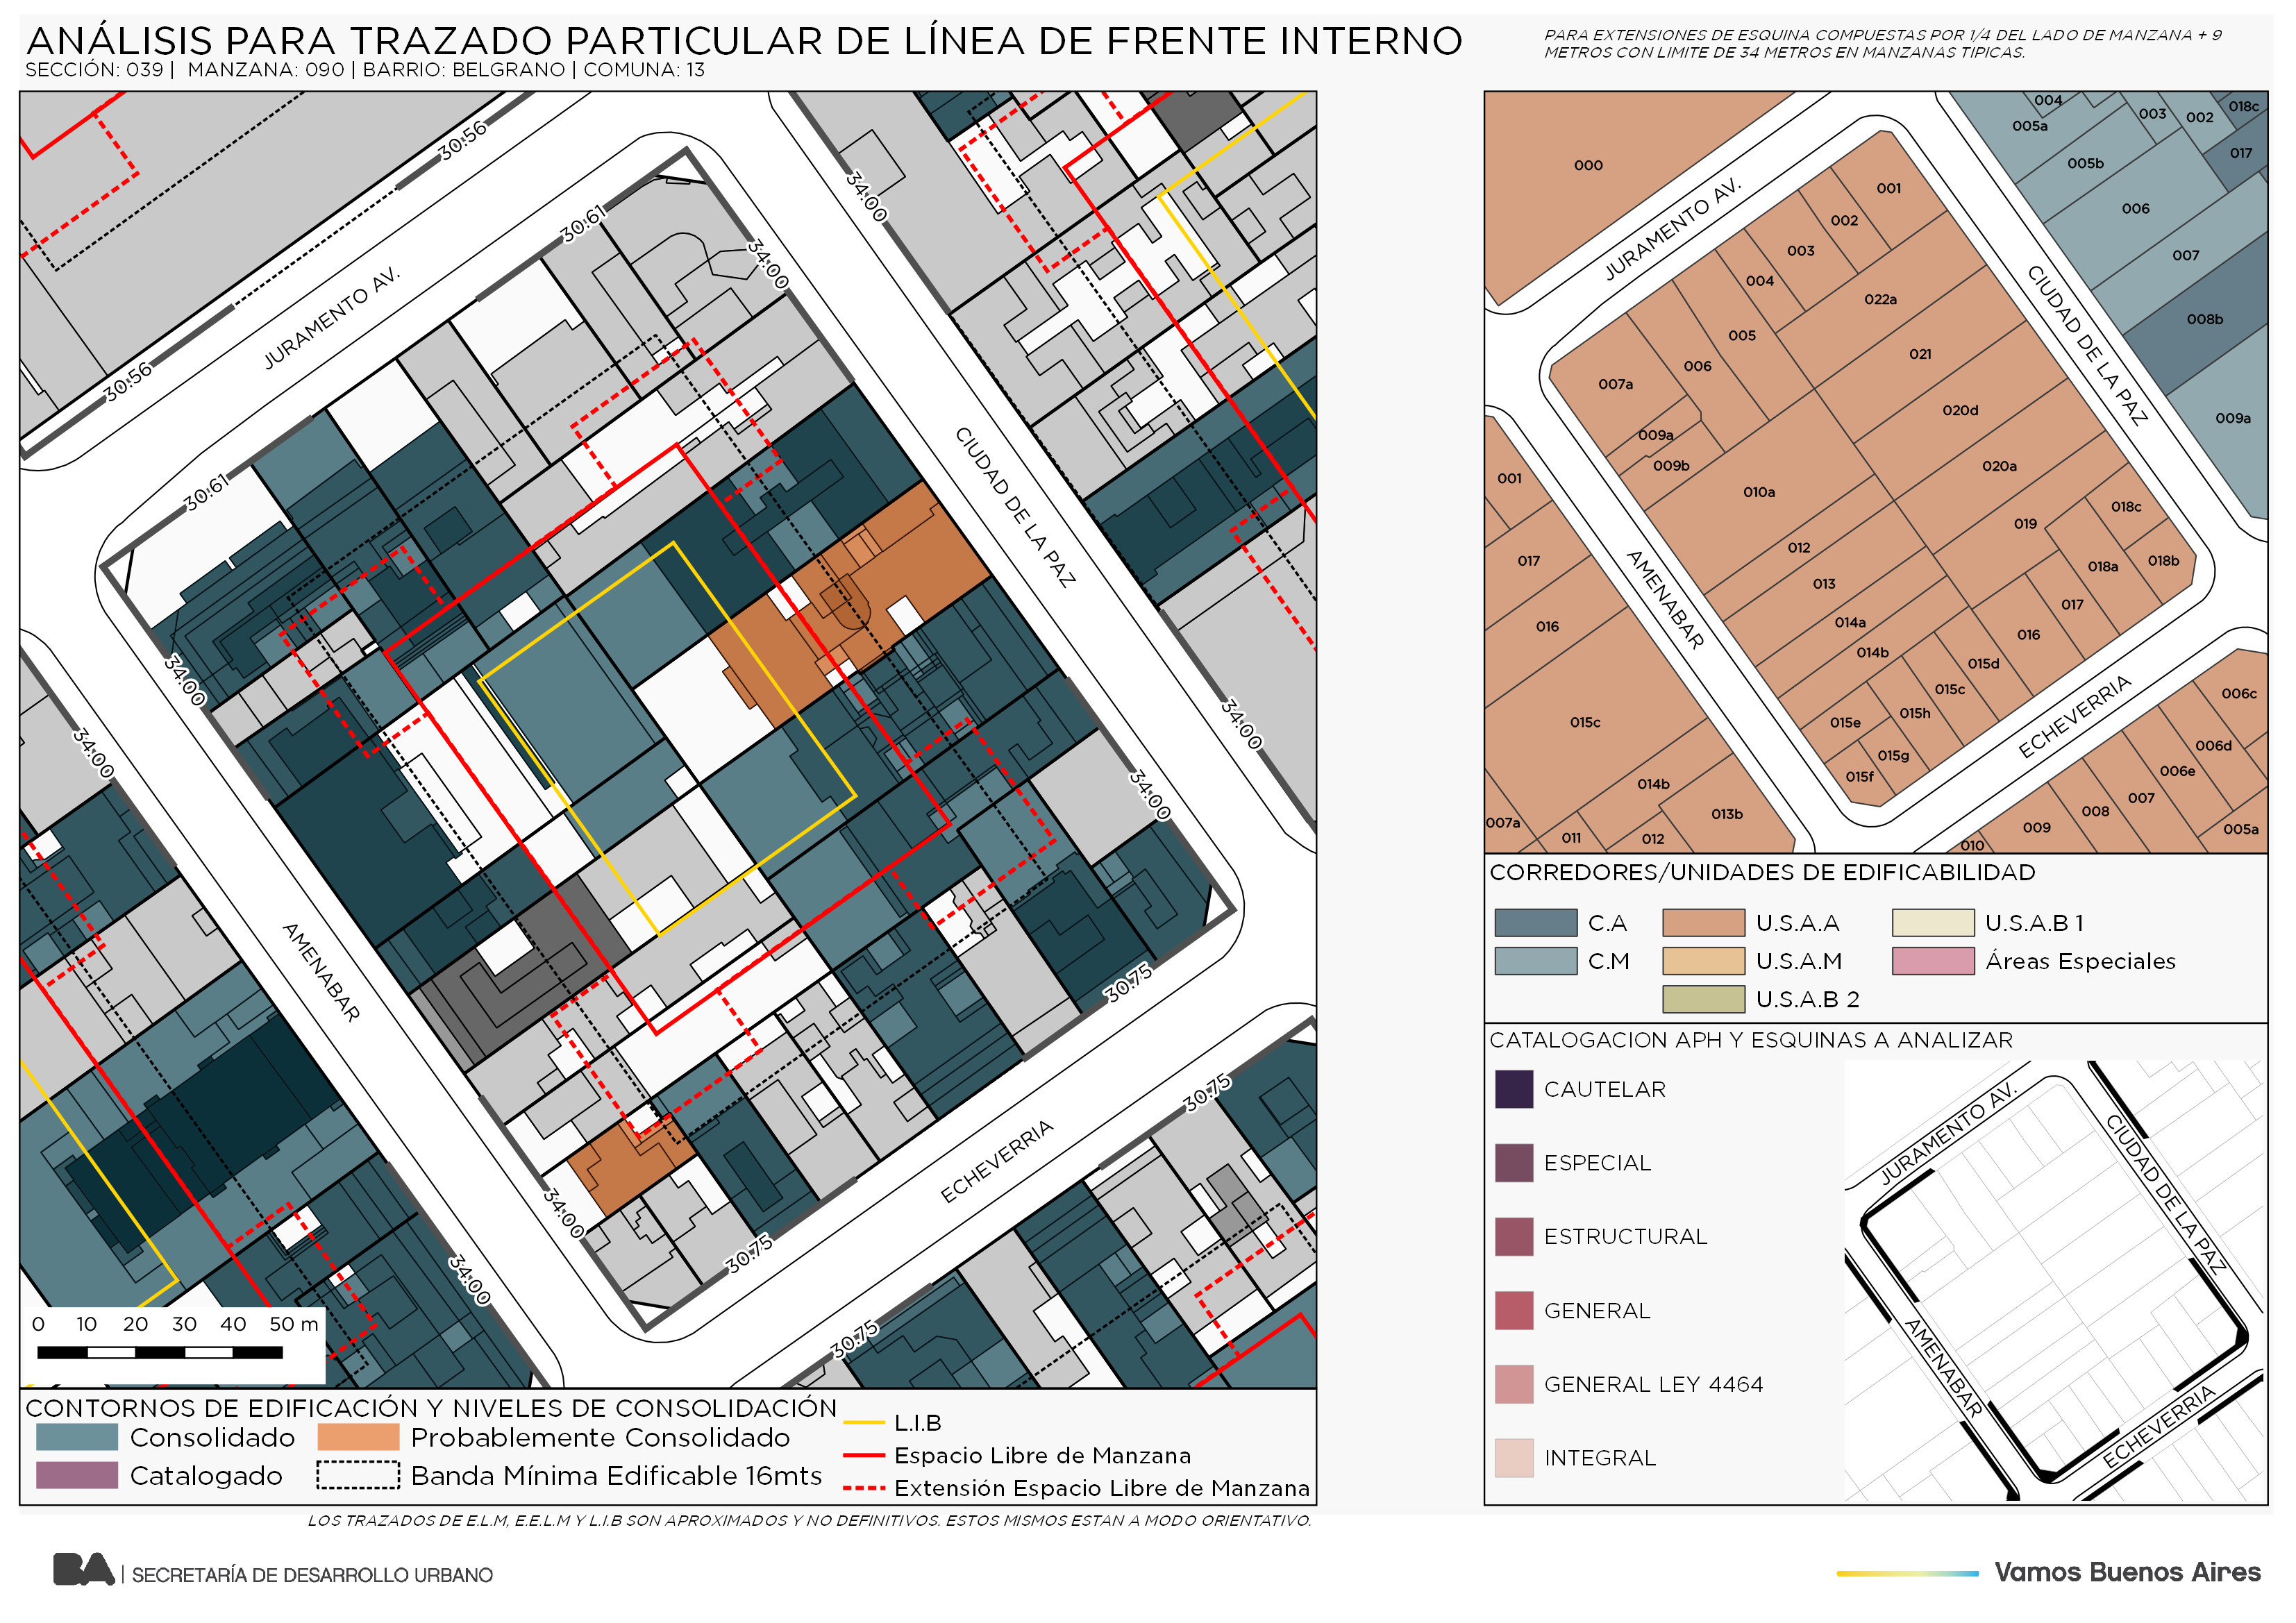 ANÁLISIS PARA TRAZADO PARTICULAR DE LÍNEA DE FRENTE INTERNO
SECCIÓN: 039 | MANZANA: 090 | BARRIO: BELGRANO | COMUNA: 13
PARA EXTENSIONES DE ESQUINA COMPUESTAS POR 1/4 DEL LADO DE MANZANA + 9
METROS CON LIMITE DE 34 METROS EN MANZANAS TIPICAS.
30.56
30.56
JURAMENTO AV.
30.61
30.61
34.00
34.00
CIUDAD DE LA PAZ
34.00
34.00
34.00
34.00
AMENABAR
34.00
34.00
30.75
30.75
ECHEVERRIA
30.75
30.75
0 10 20 30 40 50 m
CONTORNOS DE EDIFICACIÓN Y NIVELES DE CONSOLIDACIÓN
Consolidado
Probablemente Consolidado
Catalogado
Banda Mínima Edificable 16mts
L.I.B
Espacio Libre de Manzana
Extensión Espacio Libre de Manzana
LOS TRAZADOS DE E.L.M, E.E.L.M Y L.I.B SON APROXIMADOS Y NO DEFINITIVOS. ESTOS MISMOS ESTAN A MODO ORIENTATIVO.
000
JURAMENTO AV.
004
003
002
018c
005a
017
005b
006
007
008b
009a
CIUDAD DE LA PAZ
001
002
003
004
022a
005
021
006
007a
020d
009a
009b
010a
020a
018c
019
012
018a
018b
013
017
014a
016
014b
015d
015c
015h
015e
015g
015f
AMENABAR
ECHEVERRIA
001
017
016
015c
014b
013b
007a
011
012
006c
006d
006e
007
008
009
010
005a
CORREDORES/UNIDADES DE EDIFICABILIDAD
C.A
U.S.A.A
U.S.A.B 1
C.M
U.S.A.M
Áreas Especiales
U.S.A.B 2
CATALOGACION APH Y ESQUINAS A ANALIZAR
CAUTELAR
ESPECIAL
ESTRUCTURAL
GENERAL
GENERAL LEY 4464
INTEGRAL
JURAMENTO AV.
CIUDAD DE LA PAZ
AMENABAR
ECHEVERRIA
BA | SECRETARÍA DE DESARROLLO URBANO
Vamos Buenos Aires